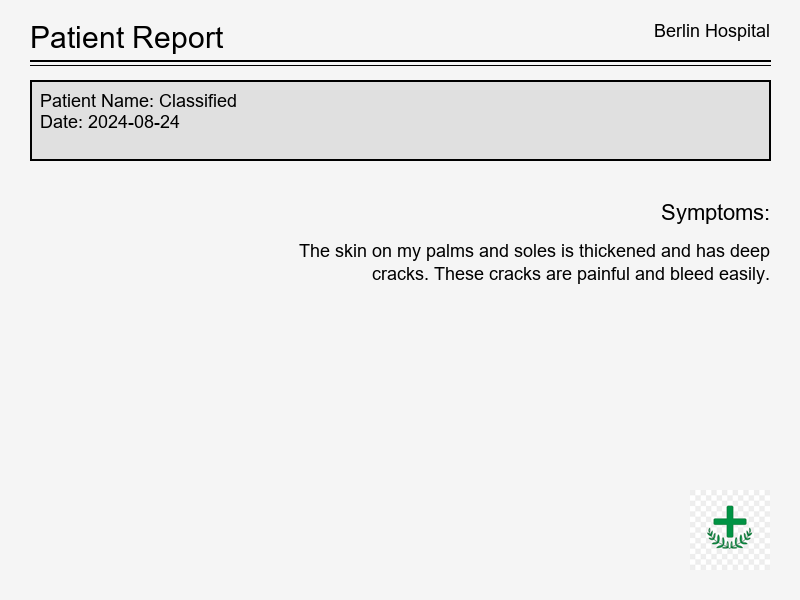 Patient Report
Berlin Hospital
Patient Name: Classified
Date: 2024-08-24
Symptoms:
The skin on my palms and soles is thickened and has deep
cracks. These cracks are painful and bleed easily.